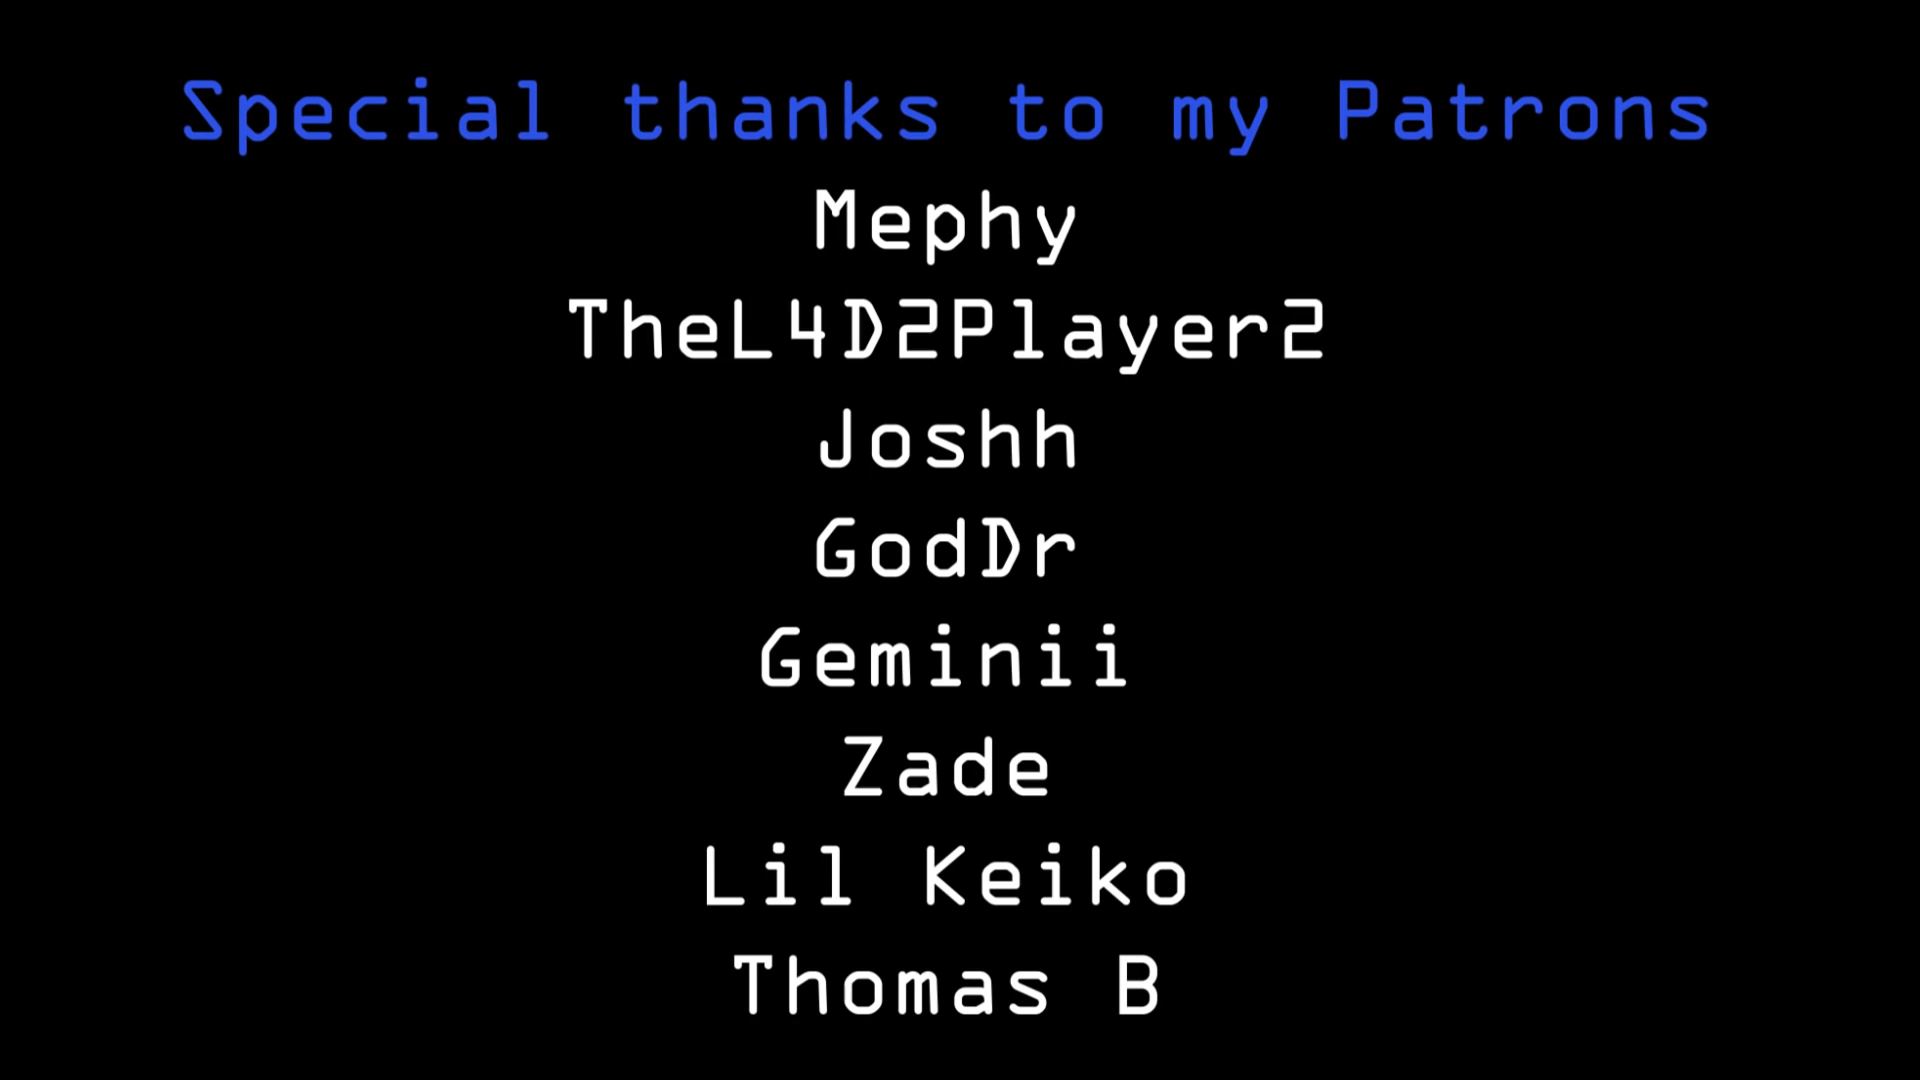 Special thanks to my Patrons
Mephy
TheL4D2Player2
Joshh
GodDr
Geminii
Zade
Lil Keiko
Thomas B